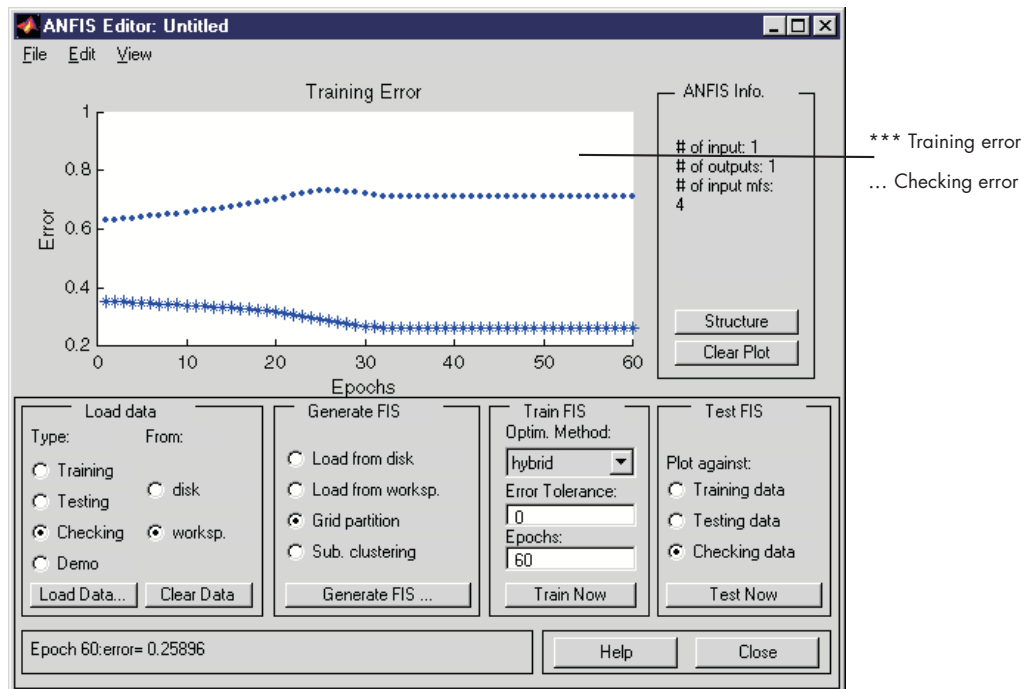 ANFIS Editor: Untitled
File Edit View
Training Error
1
0.8
0.6
0.4
0.2
Error
0 10 20 30 40 50 60
Epochs
ANFIS Info.
# of input: 1
# of outputs: 1
# of input mfs:
4
Structure
Clear Plot
*** Training error
... Checking error
Load data
Type: From:
Training
Testing
Checking
Demo
disk
worksp.
Load Data... Clear Data
Generate FIS
Load from disk
Load from worksp.
Grid partition
Sub. clustering
Generate FIS ...
Train FIS
Optim. Method:
hybrid
Error Tolerance:
0
Epochs:
60
Train Now
Test FIS
Plot against:
Training data
Testing data
Checking data
Test Now
Epoch 60:error= 0.25896
Help Close